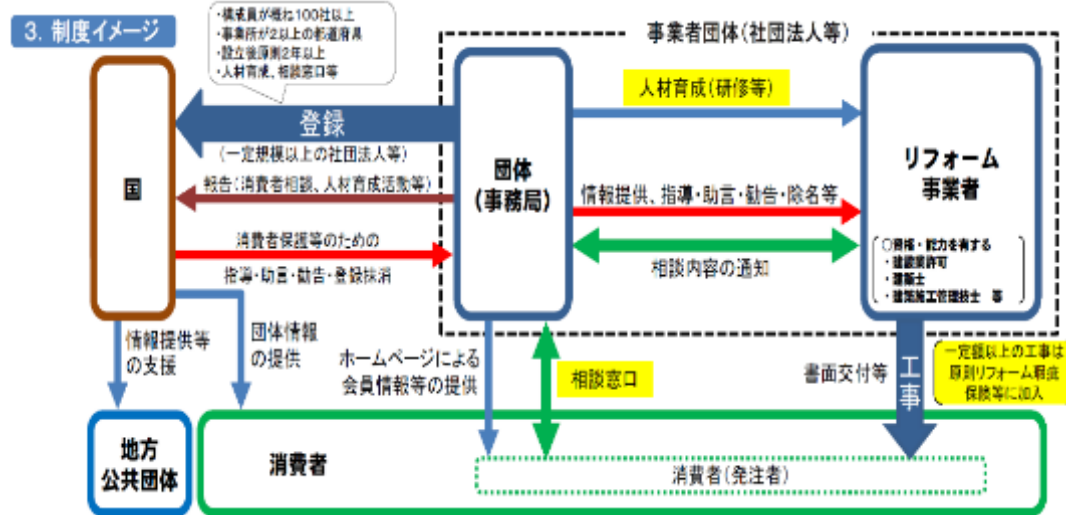 3. 制度イメージ
・構成員が概ね100社以上
・事業所が2以上の都道府県
・設立後原則2年以上
・人材育成、相談窓口等
事業者団体(社団法人等)
登録
(一定規模以上の社団法人等)
国
報告(消費者相談、人材育成活動等)
消費者保護等のための
指導・助言・勧告・登録抹消
団体
(事務局)
人材育成(研修等)
情報提供、指導・助言・勧告・除名等
相談内容の通知
リフォーム
事業者
○資格・能力を有する
・建設業許可
・建築士
・建築施工管理技士 等
情報提供等
の支援
団体情報
の提供
ホームページによる
会員情報等の提供
相談窓口
書面交付等
工事
一定額以上の工事は
原則リフォーム瑕疵
保険等に加入
地方
公共団体
消費者
消費者(発注者)